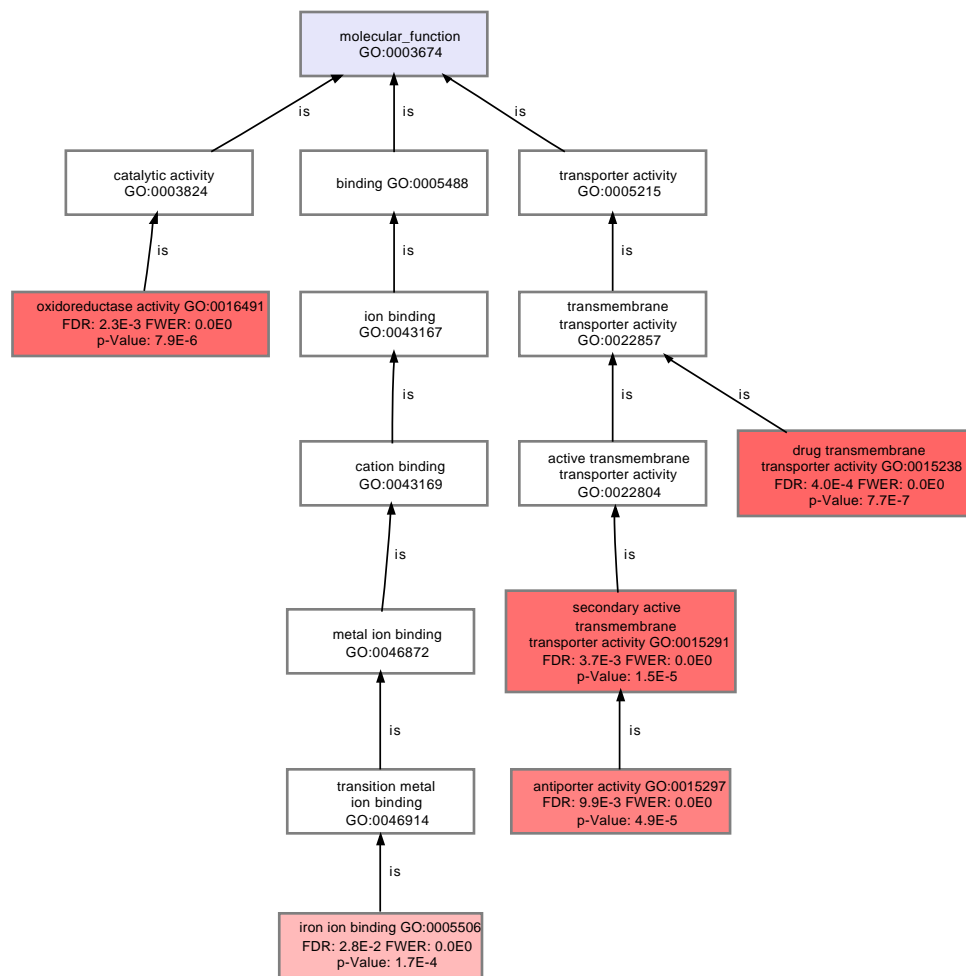 molecular_function
GO:0003674
is
is
is
catalytic activity
GO:0003824
binding GO:0005488
transporter activity
GO:0005215
is
is
is
oxidoreductase activity GO:0016491
FDR: 2.3E-3 FWER: 0.0E0
p-Value: 7.9E-6
ion binding
GO:0043167
transmembrane
transporter activity
GO:0022857
is
is
is
cation binding
GO:0043169
active transmembrane
transporter activity
GO:0022804
drug transmembrane
transporter activity GO:0015238
FDR: 4.0E-4 FWER: 0.0E0
p-Value: 7.7E-7
is
is
metal ion binding
GO:0046872
secondary active
transmembrane
transporter activity GO:0015291
FDR: 3.7E-3 FWER: 0.0E0
p-Value: 1.5E-5
is
is
transition metal
ion binding
GO:0046914
antiporter activity GO:0015297
FDR: 9.9E-3 FWER: 0.0E0
p-Value: 4.9E-5
is
iron ion binding GO:0005506
FDR: 2.8E-2 FWER: 0.0E0
p-Value: 1.7E-4